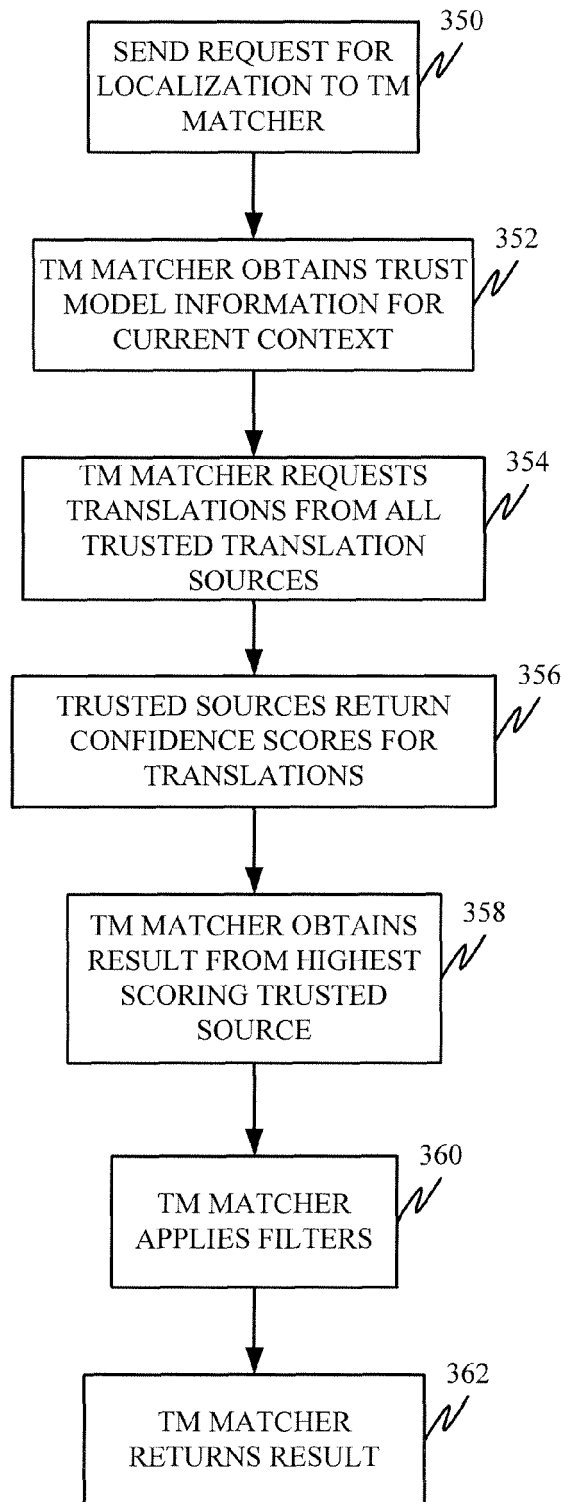 350
SEND REQUEST FOR
LOCALIZATION TO TM
MATCHER
352
TM MATCHER OBTAINS TRUST
MODEL INFORMATION FOR
CURRENT CONTEXT
354
TM MATCHER REQUESTS
TRANSLATIONS FROM ALL
TRUSTED TRANSLATION
SOURCES
356
TRUSTED SOURCES RETURN
CONFIDENCE SCORES FOR
TRANSLATIONS
358
TM MATCHER OBTAINS
RESULT FROM HIGHEST
SCORING TRUSTED
SOURCE
360
TM MATCHER
APPLIES FILTERS
362
TM MATCHER
RETURNS RESULT